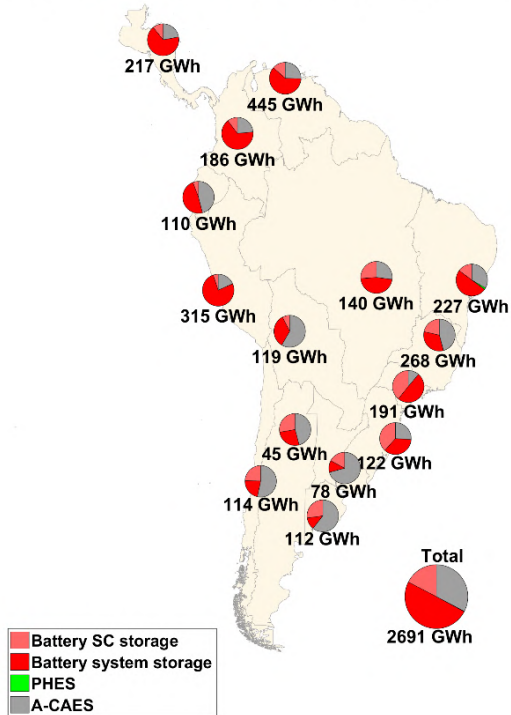 217 GWh
445 GWh
186 GWh
110 GWh
315 GWh
140 GWh
227 GWh
119 GWh
268 GWh
191 GWh
45 GWh
122 GWh
78 GWh
114 GWh
112 GWh
Total
2691 GWh
Battery SC storage
Battery system storage
PHES
A-CAES